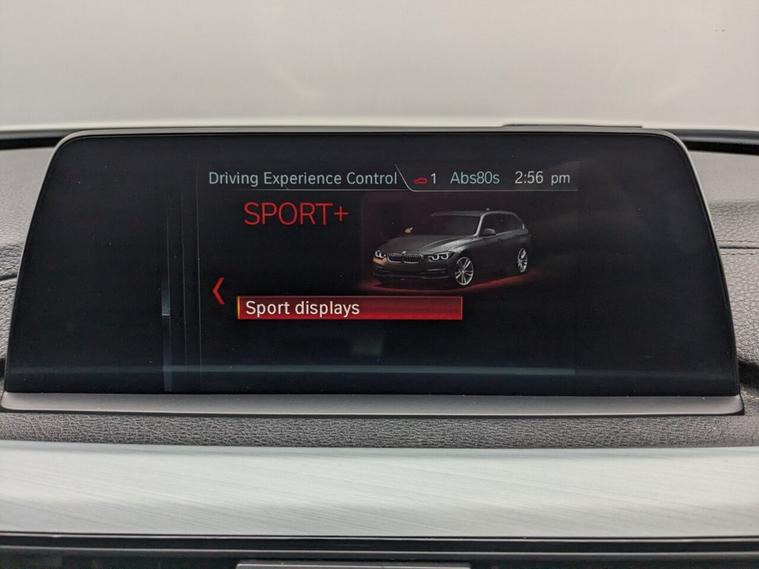 Driving Experience Control 1 Abs80s 2:56 pm
SPORT+
Sport displays